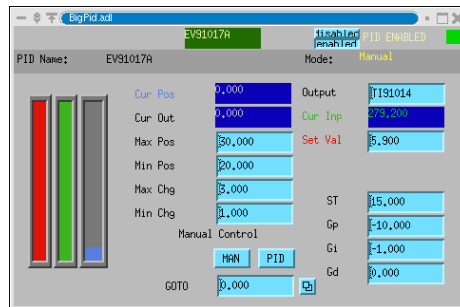 BigPid.adl
EV91017A
disabled
enabled
PID ENABLED
PID Name: EV91017A Mode: Manual
Cur Pos 0.000 Output TI91014
Cur Out 0.000 Cur Inp 279.200
Max Pos 30.000 Set Val 5.900
Min Pos 20.000
Max Chg 3.000
Min Chg 1.000 ST 15.000
Manual Control Gp -10.000
MAN PID Gi -1.000
GOTO 0.000 Gd 0.000